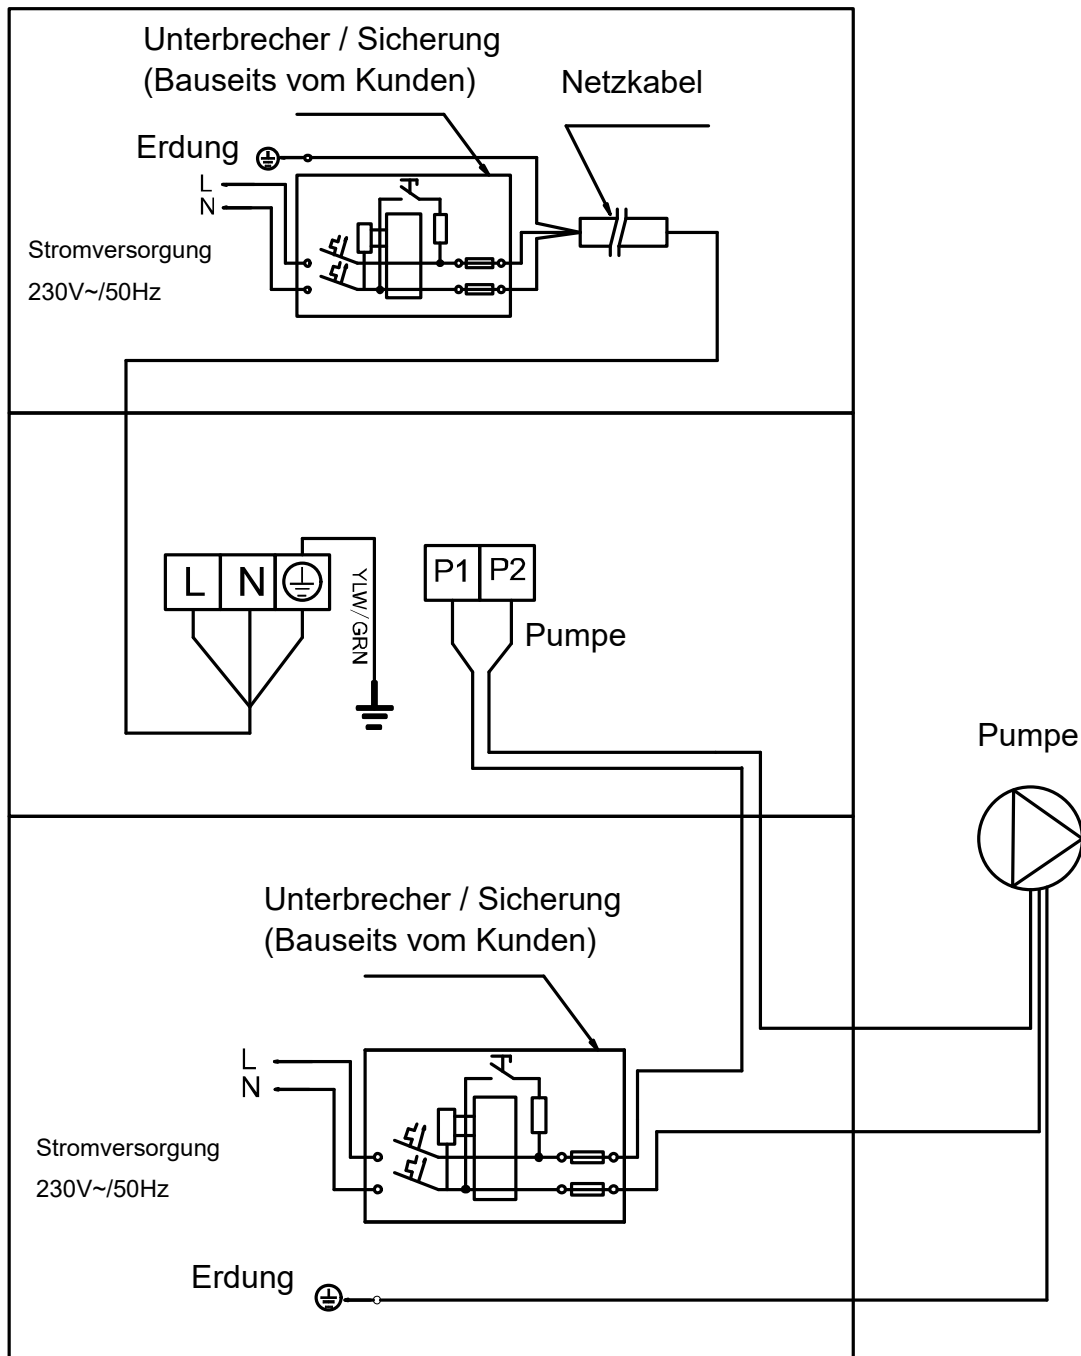 Unterbrecher / Sicherung
(Bauseits vom Kunden)
Netzkabel
Erdung
L
N
Stromversorgung
230V~/50Hz
L N
YLW/GRN
P1 P2
Pumpe
Pumpe
Unterbrecher / Sicherung
(Bauseits vom Kunden)
L
N
Stromversorgung
230V~/50Hz
Erdung